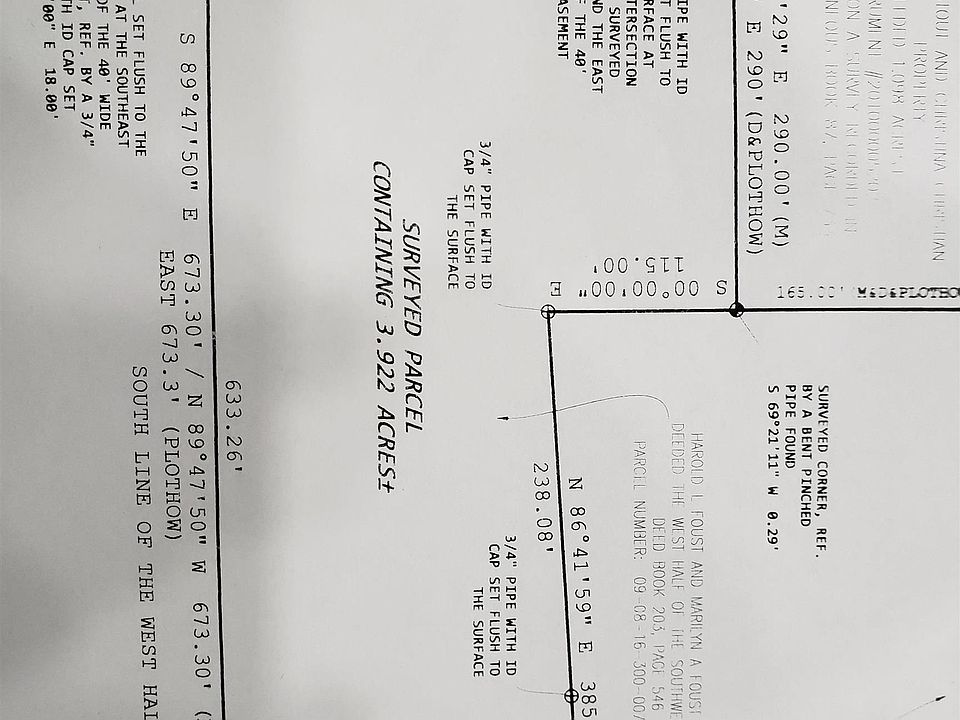 HAROLD L FOUST AND MARILYN A FOUST
DEEDED THE WEST HALF OF THE
DEED BOOK 203, PAGE 546
PARCEL NUMBER: 09-08-16-300-00
SURVEYED CORNER, REF.
BY A BENT PINCHED
PIPE FOUND
S 69°21'11" W 0.29'
165.00' M&D&PLOTHOW
'29" E 290.00'(M)
E 290'(D&PLOTHOW)
PROPERTY
1.098 ACRE
S 00°00'00" E
115.00'
IPE WITH ID
T FLUSH TO
RFACE AT
TERSECTION
SURVEYED
ND THE EAST
F THE 40'
ASEMENT
3/4" PIPE WITH ID
CAP SET FLUSH TO
THE SURFACE
N 86°41'59" E 385
238.08'
3/4" PIPE WITH ID
CAP SET FLUSH TO
THE SURFACE
SURVEYED PARCEL
CONTAINING 3.922 ACRES±
633.26'
S 89°47'50" E 673.30' / N 89°47'50" W 673.30' (
EAST 673.3' (PLOTHOW)
SOUTH LINE OF THE WEST HAL
SET FLUSH TO THE
AT THE SOUTHEAST
OF THE 40' WIDE
T, REF. BY A 3/4"
TH ID CAP SET
'00" E 18.00'